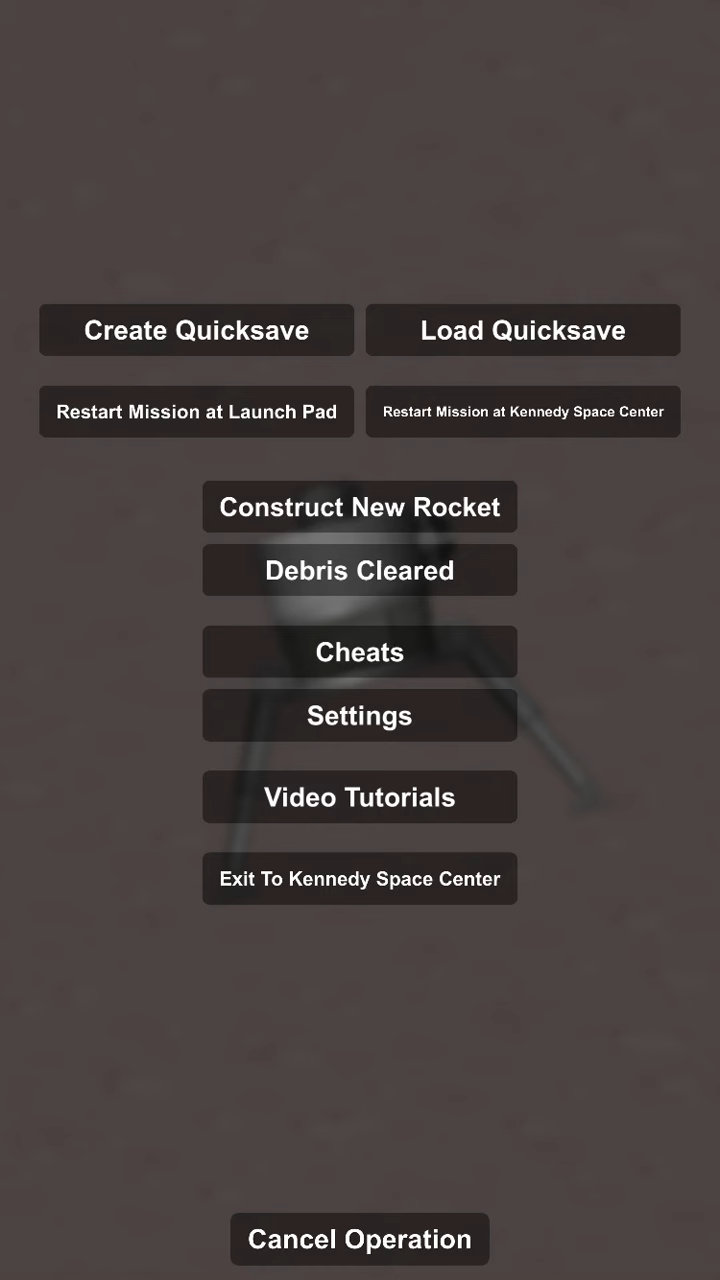 Create Quicksave
Load Quicksave
Restart Mission at Launch Pad
Restart Mission at Kennedy Space Center
Construct New Rocket
Debris Cleared
Cheats
Settings
Video Tutorials
Exit To Kennedy Space Center
Cancel Operation